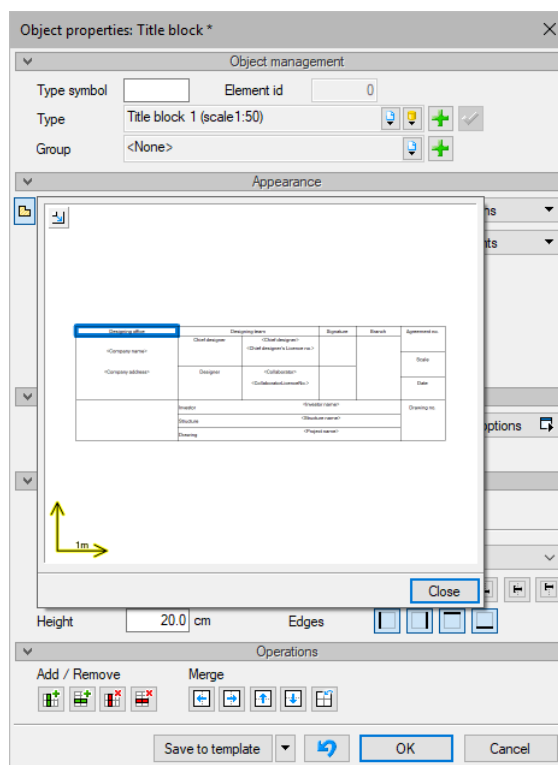 Object properties: Title block *
Object management
Type symbol Element id 0
Type Title block 1 (scale1:50)
Group <None>
Appearance
Designing office Designing team Signature Branch Agreement no.
Chief designer <Chief designer>
<Chief designer's Licence no.>
<Company name>
Scale
<Company address> Designer <Collaborator>
<CollaboratorLicenceNo.> Date
Investor <Investor name> Drawing no.
Structure <Structure name>
Drawing <Project name>
options
1m
Close
Height 20.0 cm Edges
Operations
Add / Remove Merge
Save to template OK Cancel